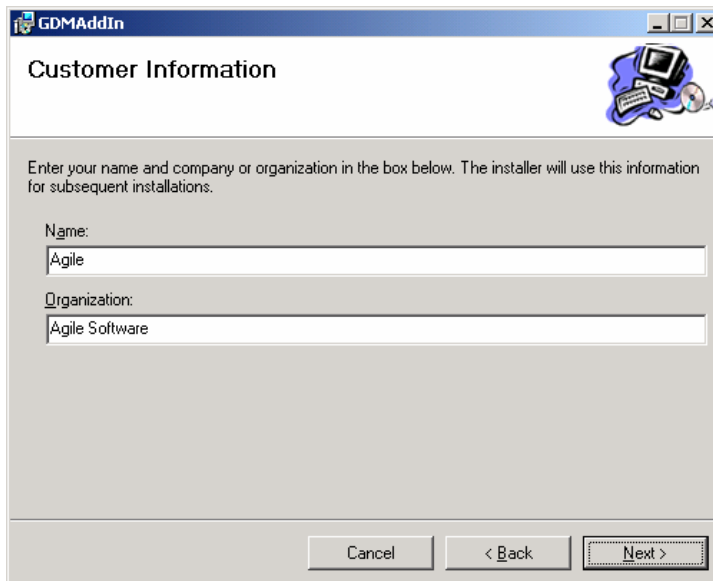 GDMAddIn
Customer Information
Enter your name and company or organization in the box below. The installer will use this information
for subsequent installations.
Name:
Agile
Organization:
Agile Software
Cancel
< Back
Next >